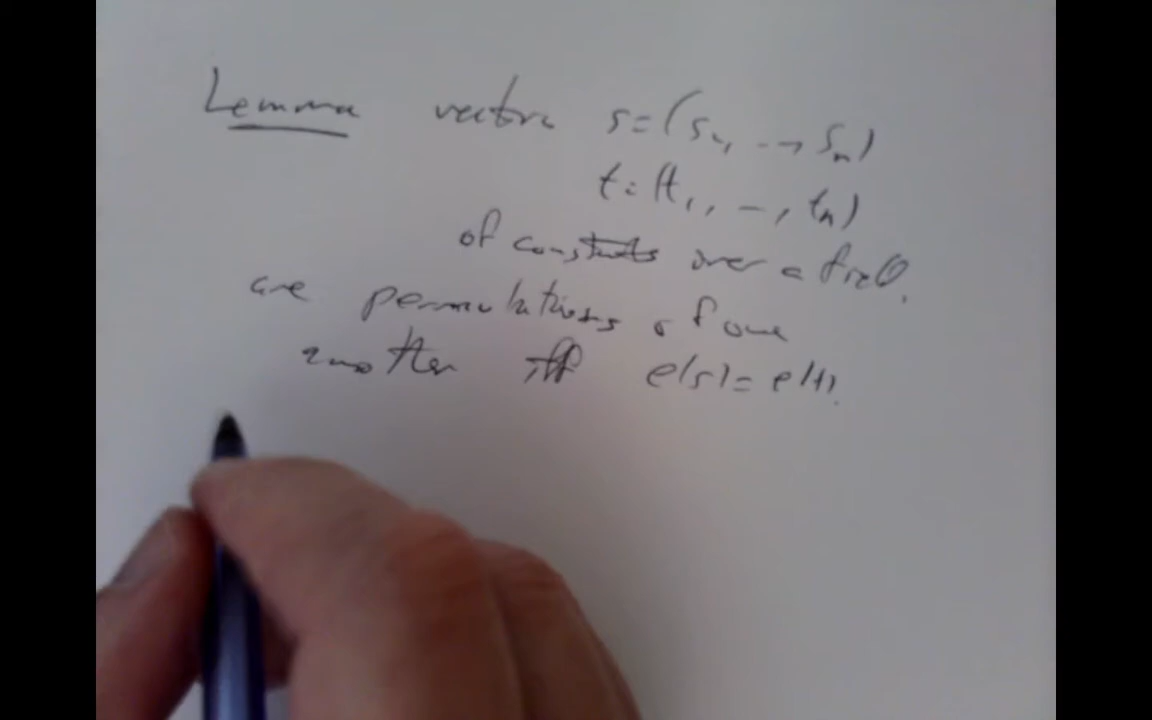 Lemma vectors s=(s1, --, sn)
t=(t1, --, tn)
of constants over a field.
are permutations of one
another iff e(s)=e(t).